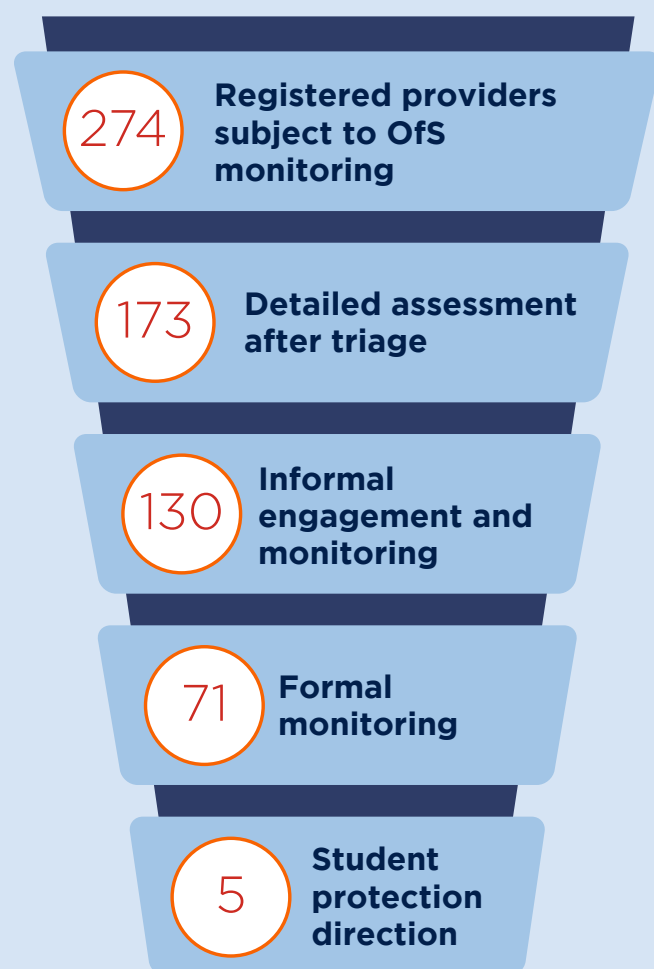 274
Registered providers
subject to OfS
monitoring
173
Detailed assessment
after triage
130
Informal
engagement and
monitoring
71
Formal
monitoring
5
Student
protection
direction